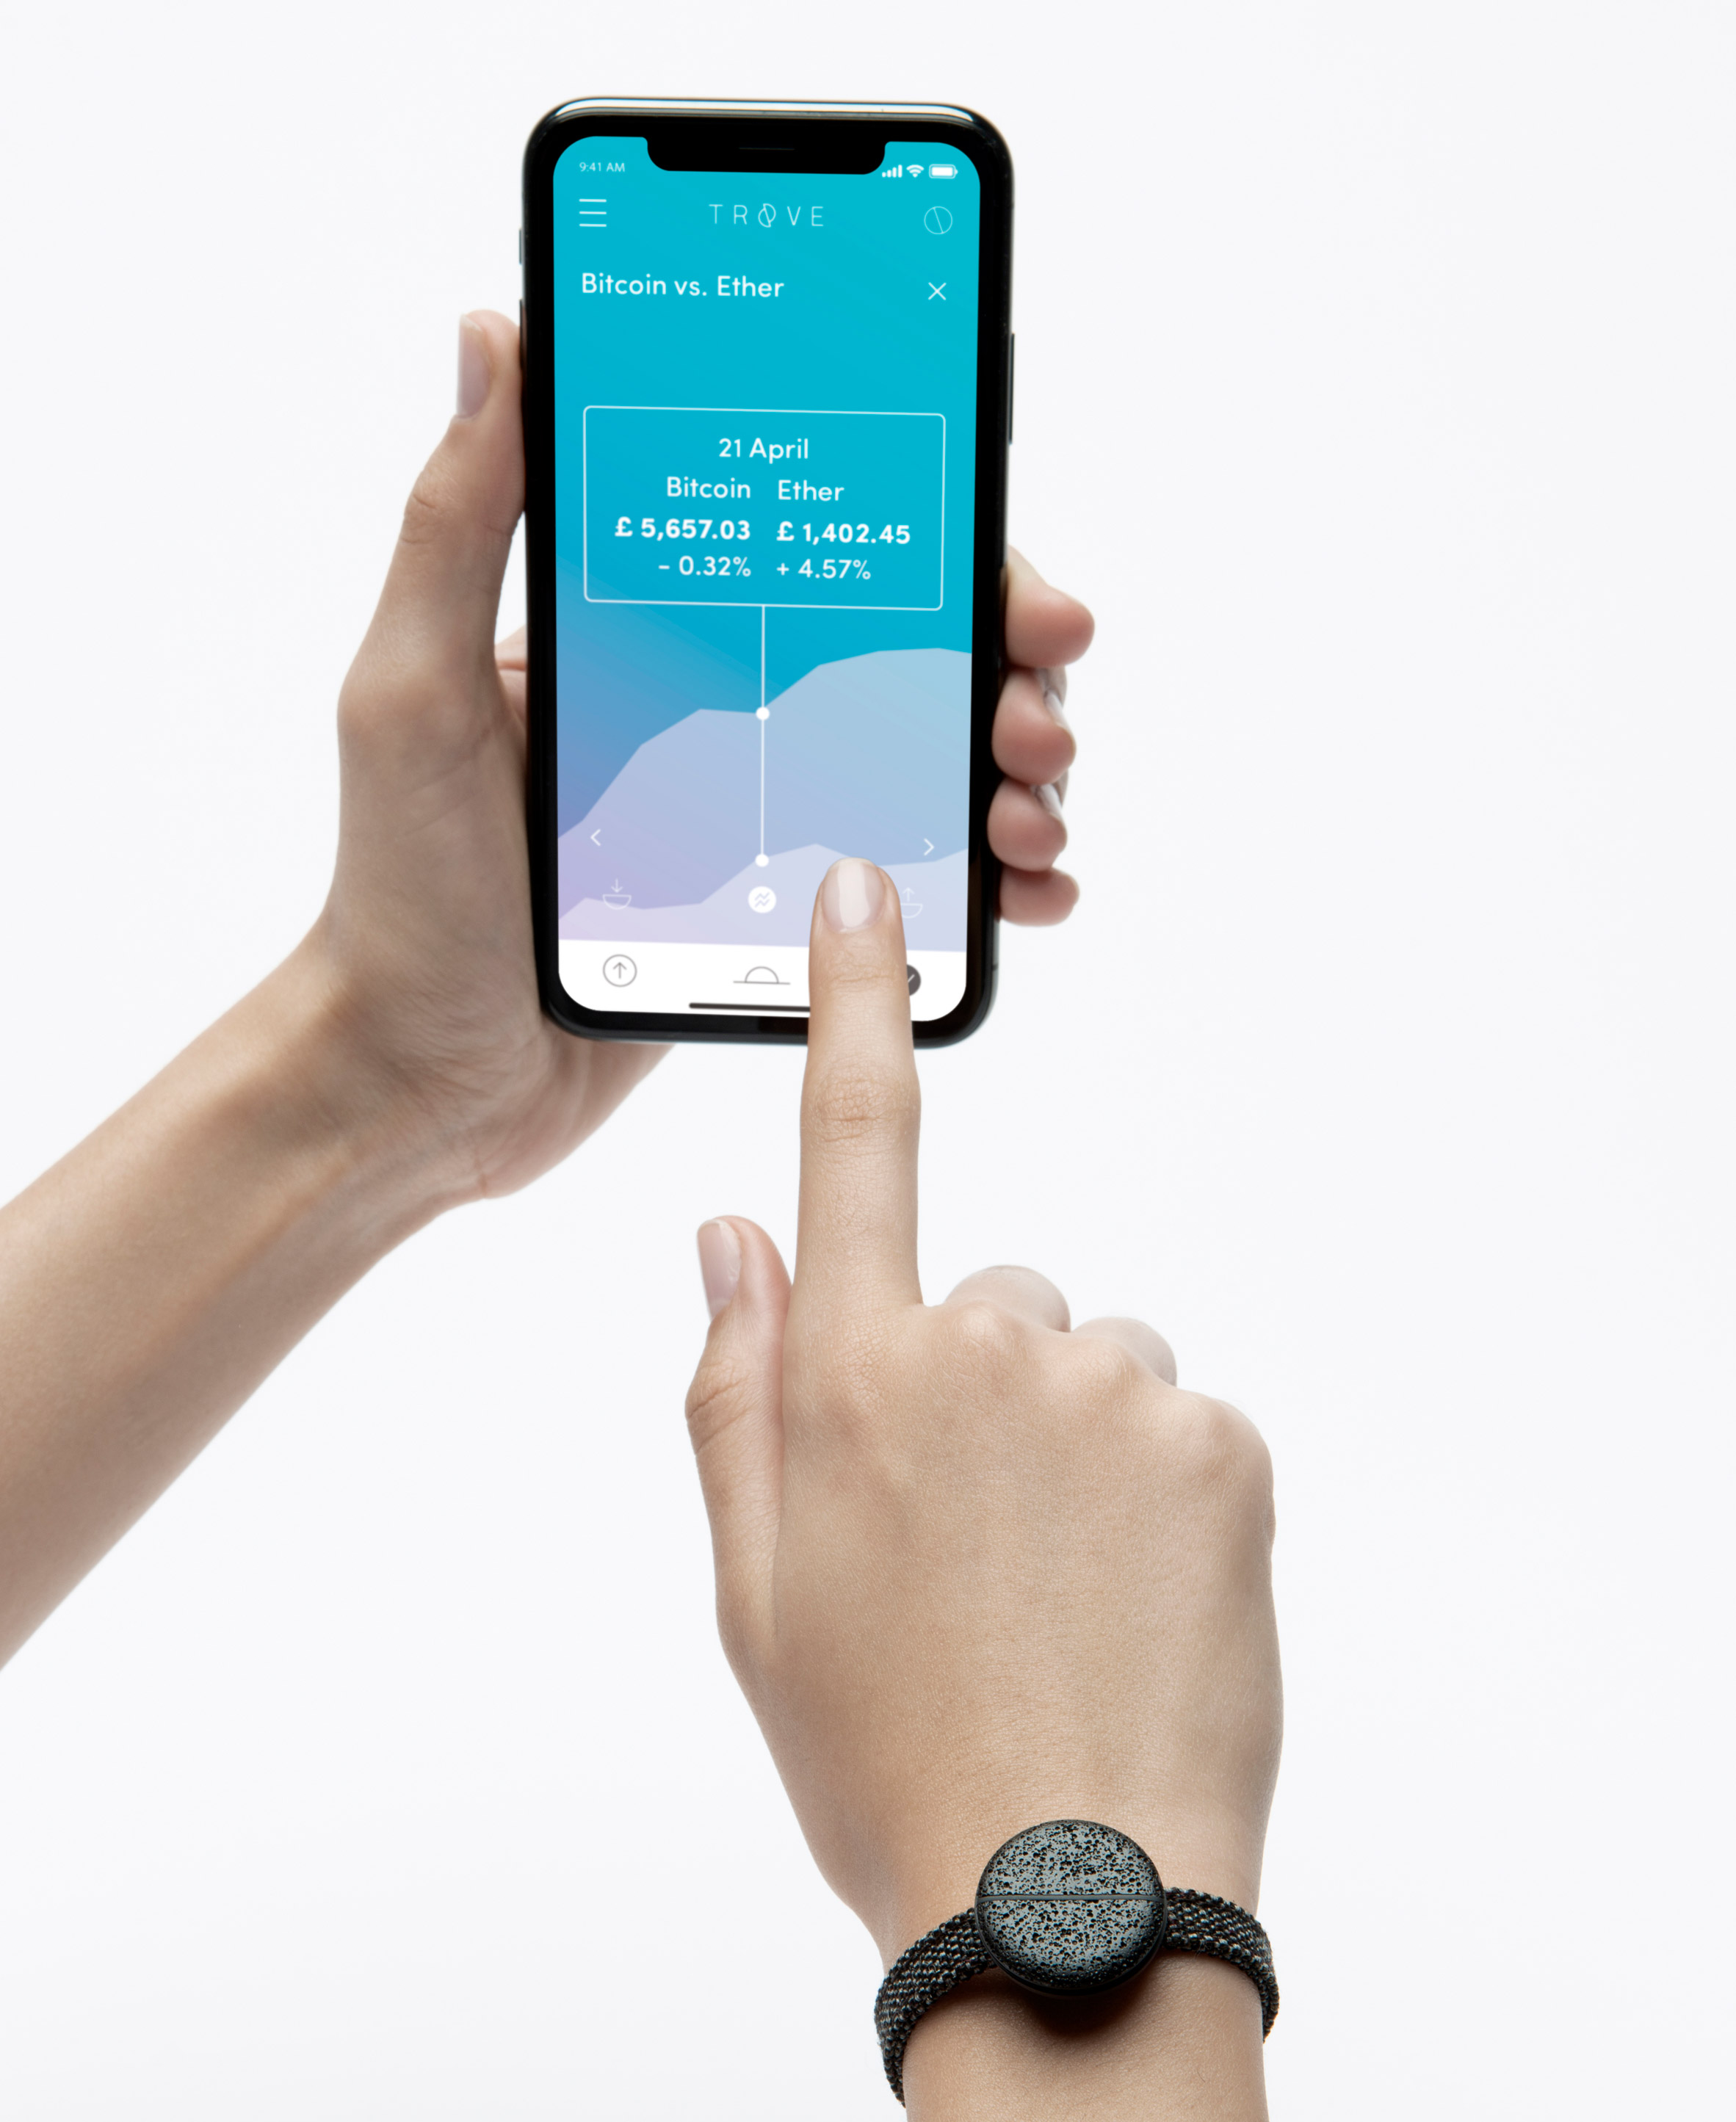 9:41 AM
TROVE
Bitcoin vs. Ether
21 April
Bitcoin Ether
£ 5,657.03 £ 1,402.45
- 0.32% + 4.57%